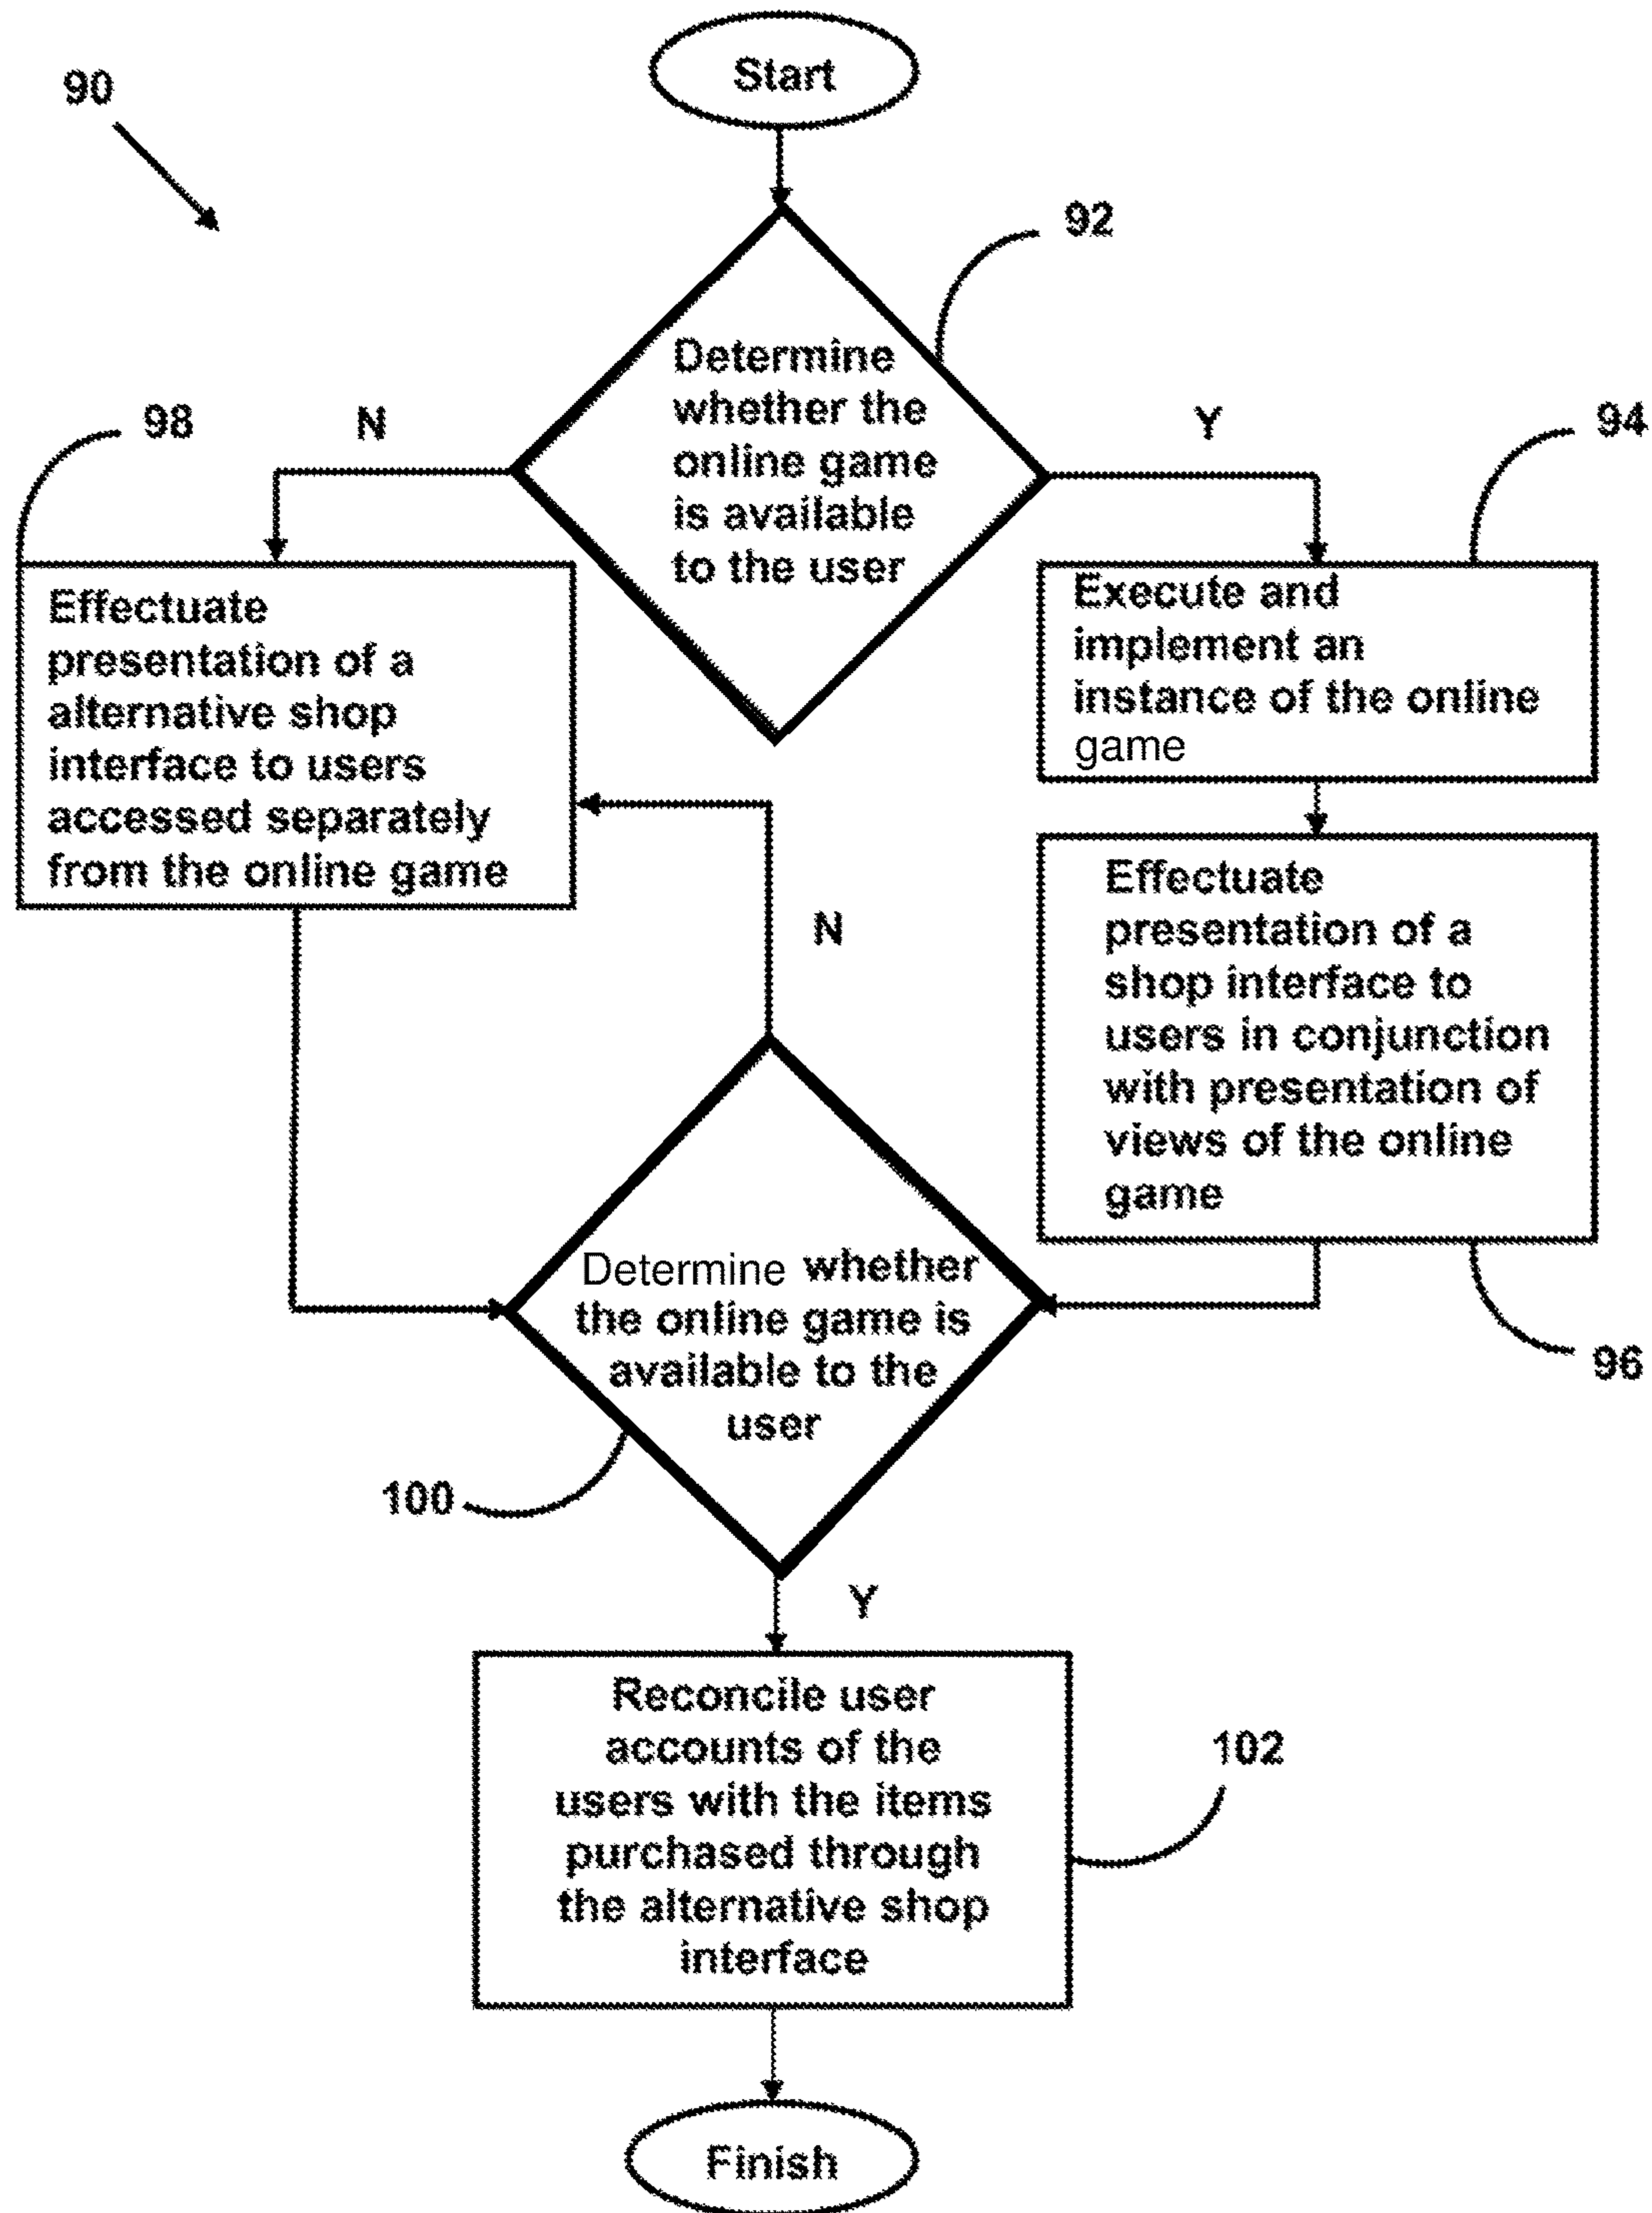 Start
90
92
Determine
whether the
online game
is available
to the user
N
Y
98
94
Effectuate
presentation of a
alternative shop
interface to users
accessed separately
from the online game
Execute and
implement an
instance of the online
game
Effectuate
presentation of a
shop interface to
users in conjunction
with presentation of
views of the online
game
N
Determine whether
the online game is
available to the
user
96
100
Y
Reconcile user
accounts of the
users with the items
purchased through
the alternative shop
interface
102
Finish